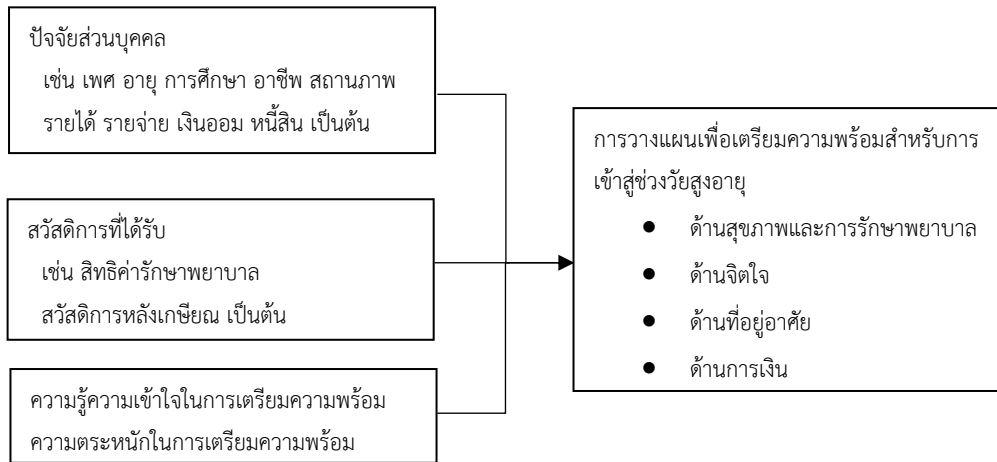 ปัจจัยส่วนบุคคล
เช่น เพศ อายุ การศึกษา อาชีพ สถานภาพ
รายได้ รายจ่าย เงินออม หนี้สิน เป็นต้น
สวัสดิการที่ได้รับ
เช่น สิทธิค่ารักษาพยาบาล
สวัสดิการหลังเกษียณ เป็นต้น
ความรู้ความเข้าใจในการเตรียมความพร้อม
ความตระหนักในการเตรียมความพร้อม
การวางแผนเพื่อเตรียมความพร้อมสำหรับการ
เข้าสู่ช่วงวัยสูงอายุ
● ด้านสุขภาพและการรักษาพยาบาล
● ด้านจิตใจ
● ด้านที่อยู่อาศัย
● ด้านการเงิน